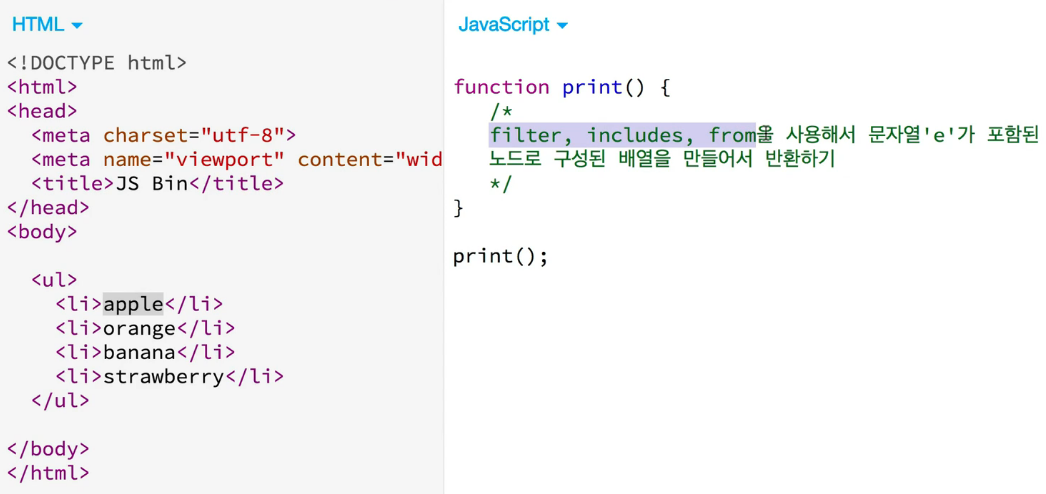 HTML
<!DOCTYPE html>
<html>
<head>
<meta charset="utf-8">
<meta name="viewport" content="wid
<title>JS Bin</title>
</head>
<body>
<ul>
<li>apple</li>
<li>orange</li>
<li>banana</li>
<li>strawberry</li>
</ul>
</body>
</html>
JavaScript
function print() {
/*
filter, includes, from을 사용해서 문자열'e'가 포함된
노드로 구성된 배열을 만들어서 반환하기
*/
}
print();